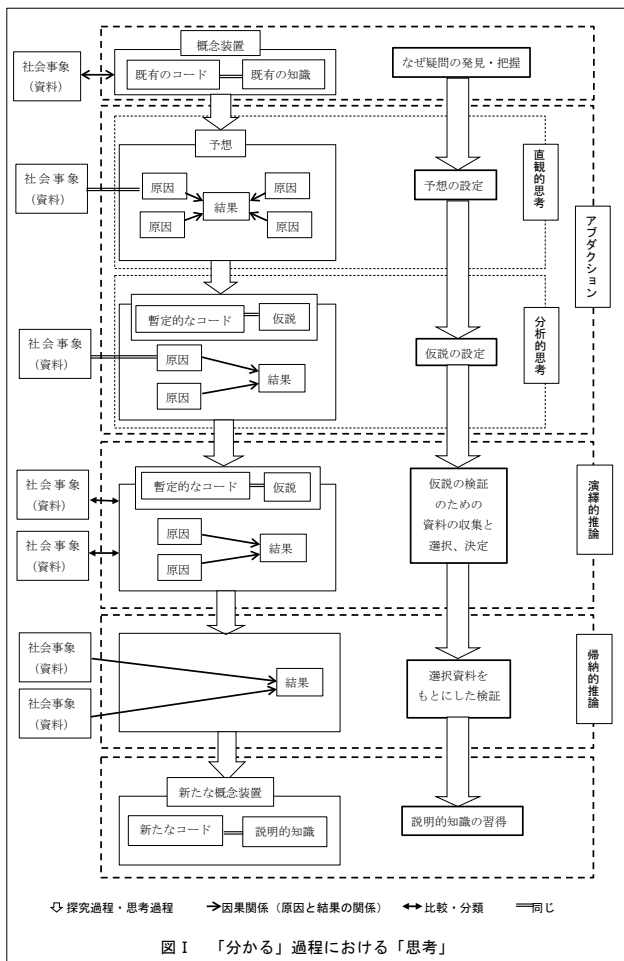 概念装置
社会事象
(資料)
既有のコード
既有の知識
なぜ疑問の発見・把握
予想
社会事象
(資料)
原因
原因
結果
原因
原因
予想の設定
直観的思考
アブダクション
暫定的なコード
仮説
社会事象
(資料)
原因
結果
原因
仮説の設定
分析的思考
暫定的なコード
仮説
社会事象
(資料)
社会事象
(資料)
原因
結果
原因
仮説の検証
のための
資料の収集と
選択、決定
演繹的推論
社会事象
(資料)
社会事象
(資料)
結果
選択資料を
もとにした検証
帰納的推論
新たな概念装置
新たなコード
説明的知識
説明的知識の習得
探究過程・思考過程 因果関係(原因と結果の関係) 比較・分類 同じ
図Ⅰ 「分かる」過程における「思考」